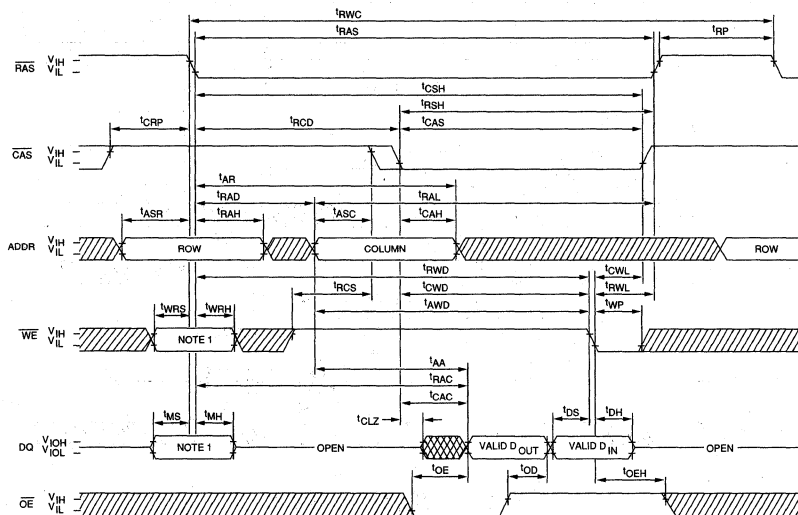 tRWC
tRAS
tRP
RAS VIH
VIL
tCSH
tRSH
tCRP
tRCD
tCAS
CAS VIH
VIL
tAR
tRAD
tRAL
tASR
tRAH
tASC
tCAH
ADDR VIH
VIL
ROW
COLUMN
ROW
tRWD
tCWL
tRCS
tCWD
tRWL
tWRS
tWRH
tAWD
tWP
WE VIH
VIL
NOTE 1
tAA
tRAC
tCAC
tMS
tMH
tCLZ
tDS
tDH
DQ VIOH
VIOL
NOTE 1
OPEN
VALID DOUT
VALID DIN
OPEN
tOE
tOD
tOEH
OE VIH
VIL